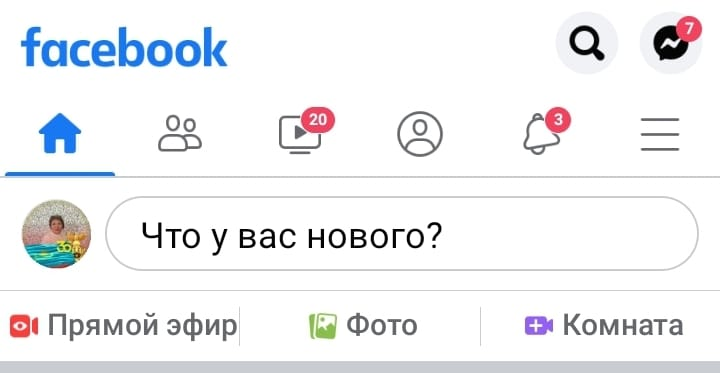 facebook
7
20
3
Что у вас нового?
Прямой эфир
Фото
Комната